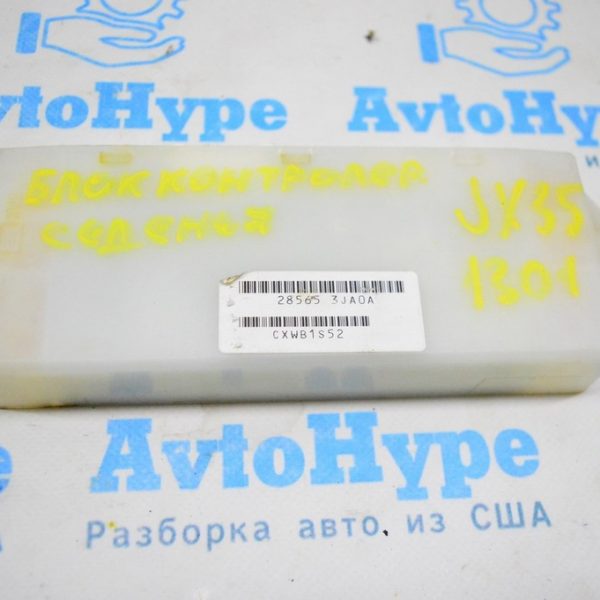 AvtoHype AvtoHype
БЛОК КОНТРОЛЕР
СЕДЕНЬЯ
JX35
1301
28565 3JA0A
CXWB1S52
AvtoHype
Разборка авто из США